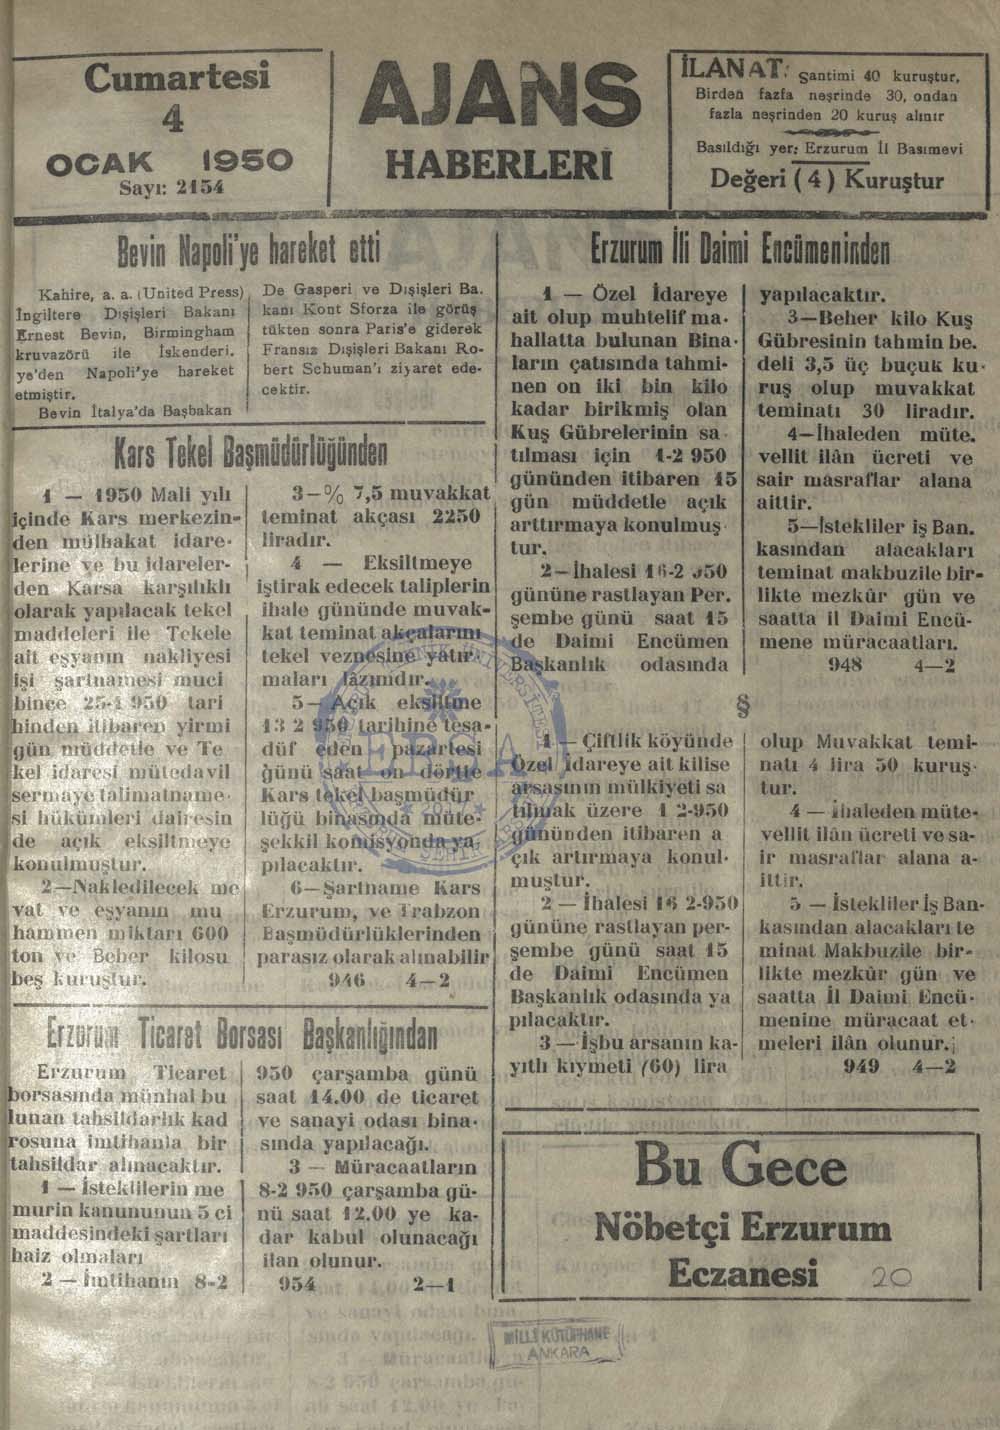 Cumartesi
4
OCAK 1950
Sayı: 2154
AJANS
HABERLERİ
İLANAT: Santimi 40 kuruştur,
Birden fazfa neşrinde 30, ondan
fazla neşrinden 20 kuruş alınır
Basıldığı yer: Erzurum İl Basımevi
Değeri ( 4 ) Kuruştur
Bevin Napoli'ye hareket etti
Kahire, a. a. (United Press)
İngiltere Dışişleri Bakanı
Ernest Bevin, Birmingham
kruvazörü ile İskenderi.
ye'den Napoli'ye hareket
etmiştir.
Bevin İtalya'da Başbakan
De Gasperi ve Dışişleri Ba.
kanı Kont Sforza ile görüş
tükten sonra Paris'e giderek
Fransız Dışişleri Bakanı Ro-
bert Schuman'ı ziyaret ede-
cektir.
Kars Tekel Başmüdürlüğünden
1 — 1950 Mali yılı
içinde Kars merkezin-
den mülhakat idare-
lerine ve bu idareler-
den Karsa karşılıklı
olarak yapılacak tekel
maddeleri ile Tekele
ait eşyanın nakliyesi
işi şartnamesi muci
bince 25-1 950 tari
hinden itibaren yirmi
gün müddetle ve Te
kel idaresi mütedavil
sermaye talimatname-
si hükümleri dairesin
de açık eksiltmeye
konulmuştur.
2—Nakledilecek me
vat ve eşyanın mu
hammen miktarı 600
ton ve Beher kilosu
beş kuruştur.
3—% 7,5 muvakkat
teminat akçası 2250
liradır.
4 — Eksiltmeye
iştirak edecek taliplerin
ihale gününde muvak-
kat teminat akçalarını
tekel veznesine yatır-
maları lâzımdır.
5—Açık eksiltme
13 2 950 tarihine tesa-
düf eden pazartesi
günü saat on dörtte
Kars tekel başmüdür
lüğü binasında müte-
şekkil komisyonda ya
pılacaktır.
6—Şartname Kars
Erzurum, ve Trabzon
Başmüdürlüklerinden
parasız olarak alınabilir
946 4—2
Erzurum Ticaret Borsası Başkanlığından
Erzurum Ticaret
borsasında münhal bu
lunan tahsildarlık kad
rosuna imtihanla bir
tahsildar alınacaktır.
1 — İsteklilerin me
murin kanununun 5 ci
maddesindeki şartları
haiz olmaları
2 — İmtihanın 8-2
950 çarşamba günü
saat 14.00 de ticaret
ve sanayi odası bina-
sında yapılacağı.
3 — Müracaatların
8-2 950 çarşamba gü-
nü saat 12.00 ye ka-
dar kabul olunacağı
ilan olunur.
954 2—1
Erzurum İli Daimi Encümeninden
1 — Özel İdareye
ait olup muhtelif ma-
hallatta bulunan Bina-
ların çatısında tahmi-
nen on iki bin kilo
kadar birikmiş olan
Kuş Gübrelerinin sa-
tılması için 1-2 950
gününden itibaren 15
gün müddetle açık
arttırmaya konulmuş-
tur.
2—İhalesi 16-2 950
gününe rastlayan Per.
şembe günü saat 15
de Daimi Encümen
Başkanlık odasında
yapılacaktır.
3—Beher kilo Kuş
Gübresinin tahmin be.
deli 3,5 üç buçuk ku-
ruş olup muvakkat
teminatı 30 liradır.
4—İhaleden müte.
vellit ilân ücreti ve
sair masraflar alana
aittir.
5—İstekliler iş Ban.
kasından alacakları
teminat makbuzile bir-
likte mezkûr gün ve
saatta il Daimi Encü-
mene müracaatları.
948 4—2
§
1 — Çiftlik köyünde
Özel idareye ait kilise
arsasının mülkiyeti sa
tılmak üzere 1 2-950
gününden itibaren a
çık artırmaya konul-
muştur.
2 — İhalesi 16 2-950
gününe rastlayan per-
şembe günü saat 15
de Daimi Encümen
Başkanlık odasında ya
pılacaktır.
3 — İşbu arsanın ka-
yıtlı kıymeti (60) lira
olup Muvakkat temi-
natı 4 lira 50 kuruş-
tur.
4 — İhaleden müte-
vellit ilân ücreti ve sa-
ir masraflar alana a-
ittir.
5 — İstekliler İş Ban-
kasından alacakları te
minat Makbuzile bir-
likte mezkûr gün ve
saatta İl Daimi Encü-
menine müracaat et-
meleri ilân olunur.
949 4—2
Bu Gece
Nöbetçi Erzurum
Eczanesi 20
MİLLİ KÜTÜPHANE
ANKARA